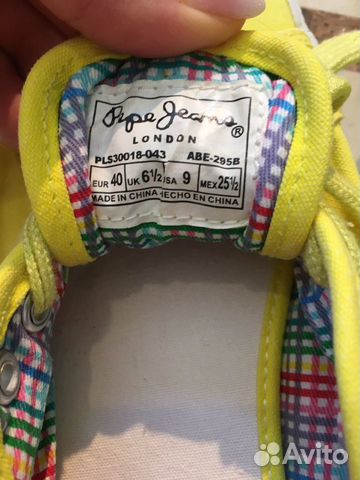 Pepe Jeans®
LONDON
PLS30018-043 ABE-295B
EUR 40 UK 6½ USA 9 MEX 25½
MADE IN CHINA HECHO EN CHINA
Avito